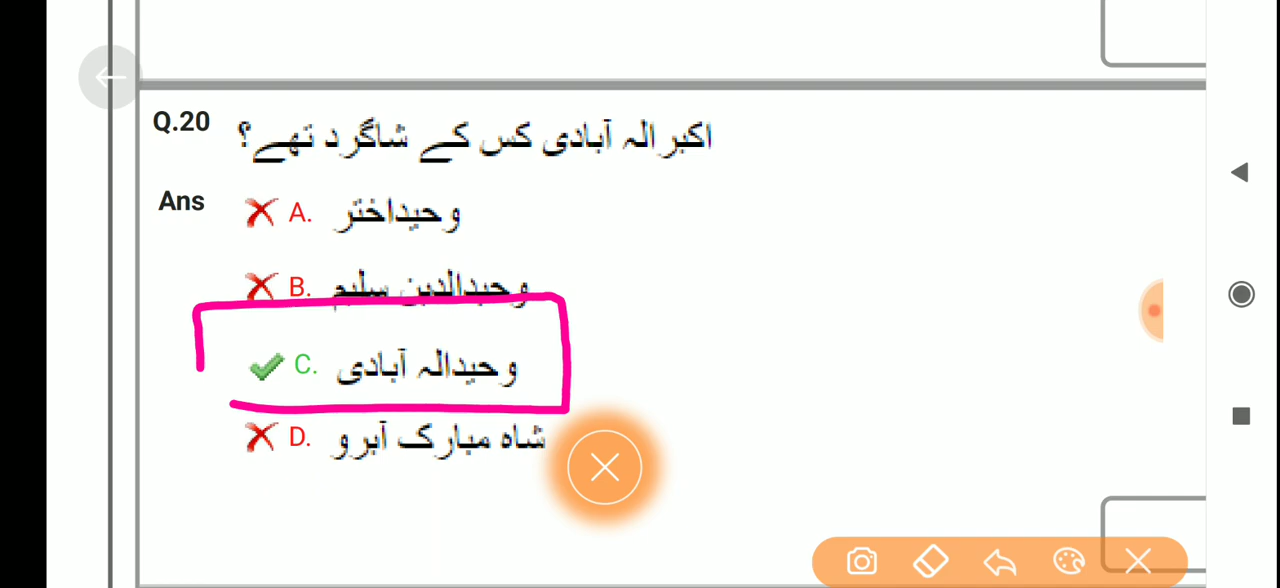 Q.20 اکبرالہ آبادی کس کے شاگرد تھے؟
Ans A. وحیداختر
B. وحیدالدین سلیم
C. وحیدالہ آبادی
D. شاہ مبارک آبرو